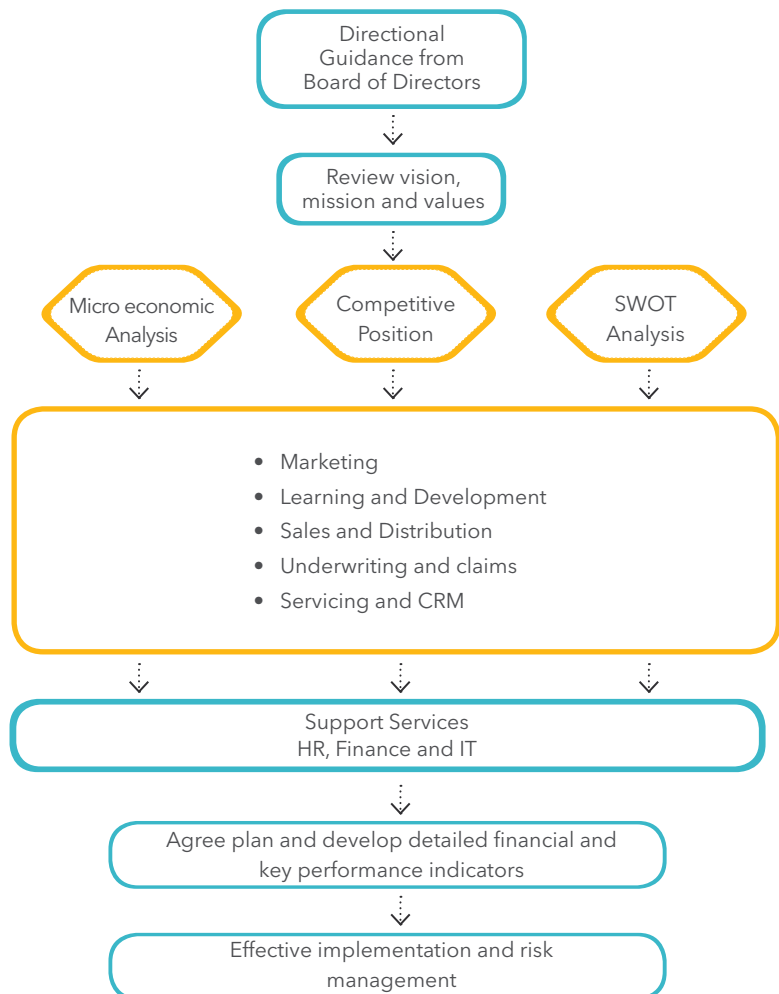 Directional
Guidance from
Board of Directors
Review vision,
mission and values
Micro economic
Analysis
Competitive
Position
SWOT
Analysis
• Marketing
• Learning and Development
• Sales and Distribution
• Underwriting and claims
• Servicing and CRM
Support Services
HR, Finance and IT
Agree plan and develop detailed financial and
key performance indicators
Effective implementation and risk
management